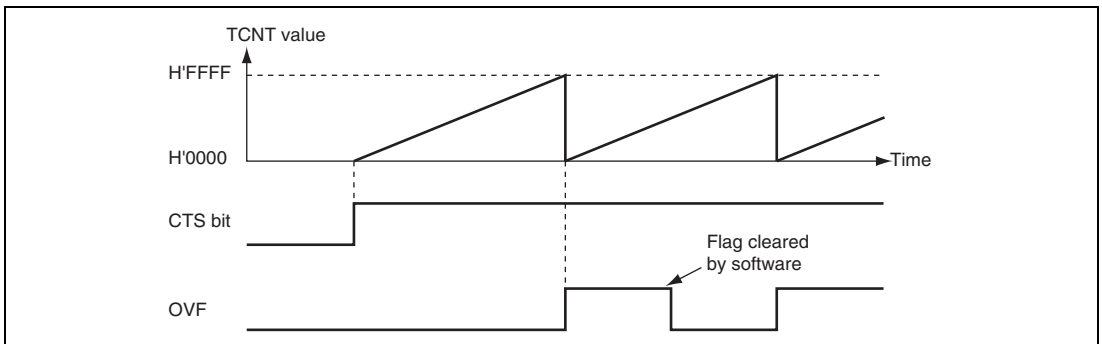 TCNT value
H'FFFF
H'0000
Time
CTS bit
Flag cleared
by software
OVF